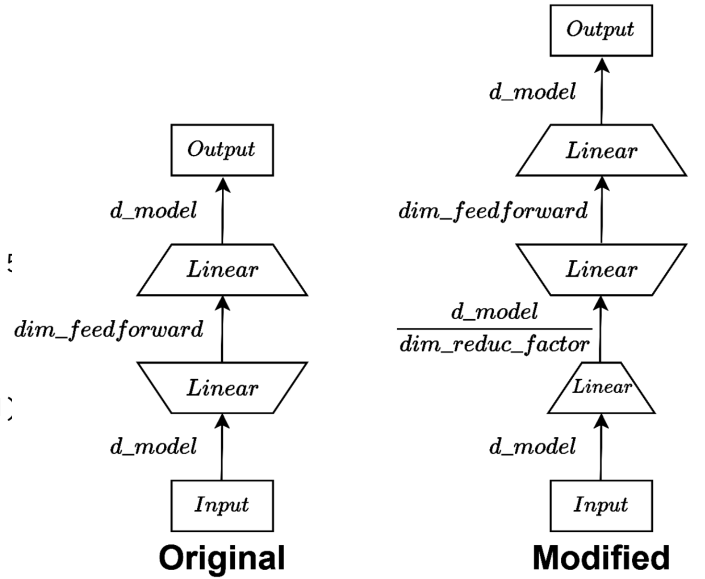 Output
d_model
Linear
dim_feedforward
Linear
d_model
Input
Original
Output
d_model
Linear
dim_feedforward
Linear
d_model
dim_reduc_factor
Linear
d_model
Input
Modified